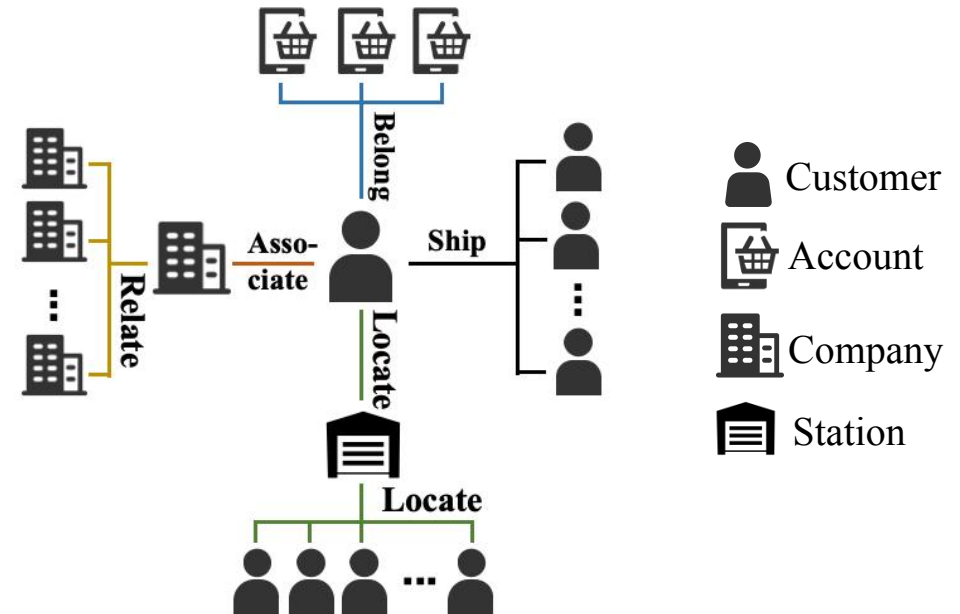 Belong
Asso-
ciate
Ship
Relate
Locate
Locate
Customer
Account
Company
Station